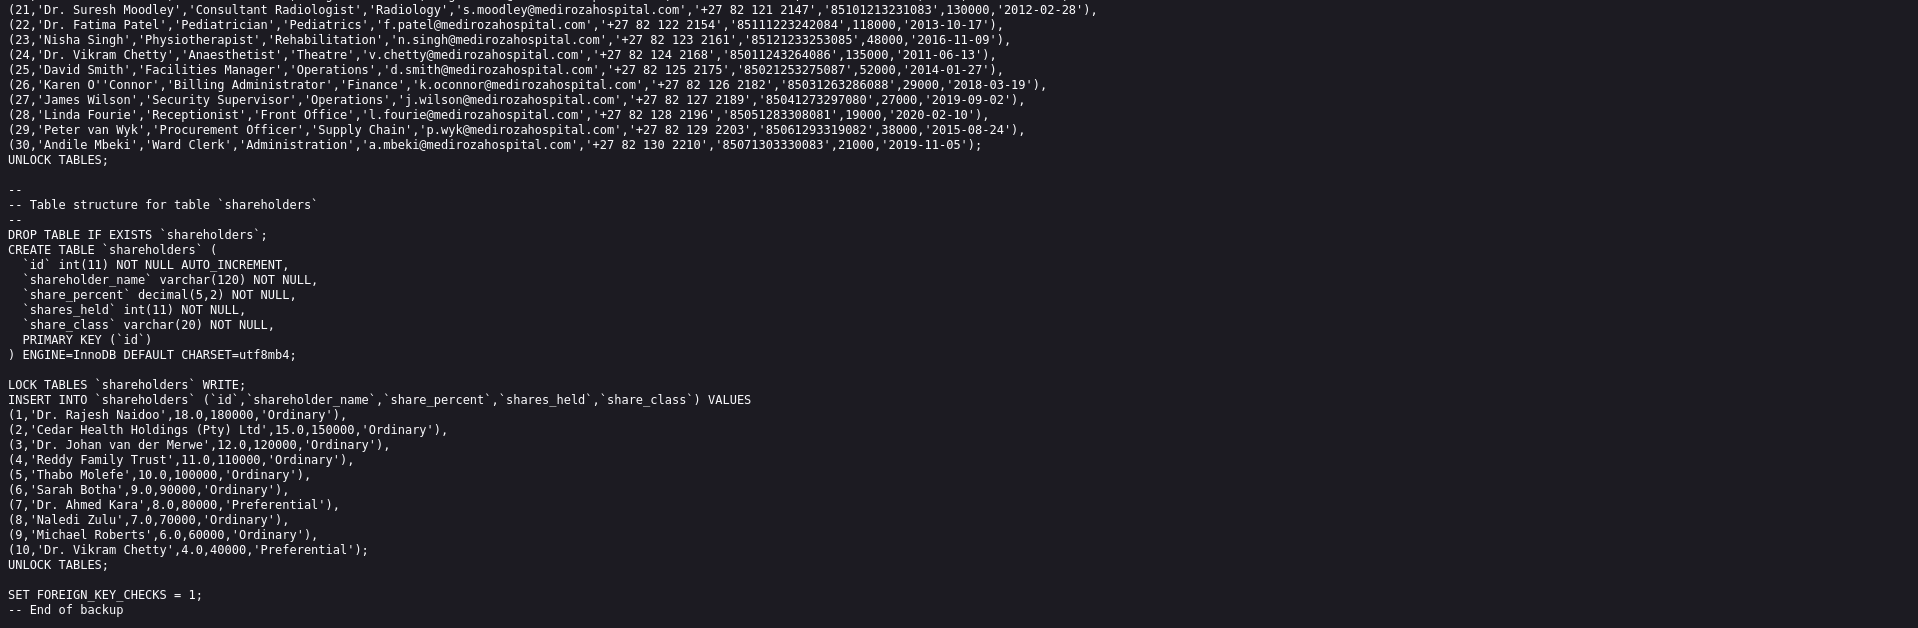 (21,'Dr. Suresh Moodley','Consultant Radiologist','Radiology','s.moodley@medirozahospital.com','+27 82 121 2147','85101213231083',130000,'2012-02-28'),
(22,'Dr. Fatima Patel','Pediatrician','Pediatrics','f.patel@medirozahospital.com','+27 82 122 2154','85111223242084',118000,'2013-10-17'),
(23,'Nisha Singh','Physiotherapist','Rehabilitation','n.singh@medirozahospital.com','+27 82 123 2161','85121233253085',48000,'2016-11-09'),
(24,'Dr. Vikram Chetty','Anaesthetist','Theatre','v.chetty@medirozahospital.com','+27 82 124 2168','85011243264086',135000,'2011-06-13'),
(25,'David Smith','Facilities Manager','Operations','d.smith@medirozahospital.com','+27 82 125 2175','85021253275087',52000,'2014-01-27'),
(26,'Karen O''Connor','Billing Administrator','Finance','k.oconnor@medirozahospital.com','+27 82 126 2182','85031263286088',29000,'2018-03-19'),
(27,'James Wilson','Security Supervisor','Operations','j.wilson@medirozahospital.com','+27 82 127 2189','85041273297080',27000,'2019-09-02'),
(28,'Linda Fourie','Receptionist','Front Office','l.fourie@medirozahospital.com','+27 82 128 2196','85051283308081',19000,'2020-02-10'),
(29,'Peter van Wyk','Procurement Officer','Supply Chain','p.wyk@medirozahospital.com','+27 82 129 2203','85061293319082',38000,'2015-08-24'),
(30,'Andile Mbeki','Ward Clerk','Administration','a.mbeki@medirozahospital.com','+27 82 130 2210','85071303330083',21000,'2019-11-05');
UNLOCK TABLES;

--
-- Table structure for table `shareholders`
--
DROP TABLE IF EXISTS `shareholders`;
CREATE TABLE `shareholders` (
  `id` int(11) NOT NULL AUTO_INCREMENT,
  `shareholder_name` varchar(120) NOT NULL,
  `share_percent` decimal(5,2) NOT NULL,
  `shares_held` int(11) NOT NULL,
  `share_class` varchar(20) NOT NULL,
  PRIMARY KEY (`id`)
) ENGINE=InnoDB DEFAULT CHARSET=utf8mb4;

LOCK TABLES `shareholders` WRITE;
INSERT INTO `shareholders` (`id`,`shareholder_name`,`share_percent`,`shares_held`,`share_class`) VALUES
(1,'Dr. Rajesh Naidoo',18.0,180000,'Ordinary'),
(2,'Cedar Health Holdings (Pty) Ltd',15.0,150000,'Ordinary'),
(3,'Dr. Johan van der Merwe',12.0,120000,'Ordinary'),
(4,'Reddy Family Trust',11.0,110000,'Ordinary'),
(5,'Thabo Molefe',10.0,100000,'Ordinary'),
(6,'Sarah Botha',9.0,90000,'Ordinary'),
(7,'Dr. Ahmed Kara',8.0,80000,'Preferential'),
(8,'Naledi Zulu',7.0,70000,'Ordinary'),
(9,'Michael Roberts',6.0,60000,'Ordinary'),
(10,'Dr. Vikram Chetty',4.0,40000,'Preferential');
UNLOCK TABLES;

SET FOREIGN_KEY_CHECKS = 1;
-- End of backup